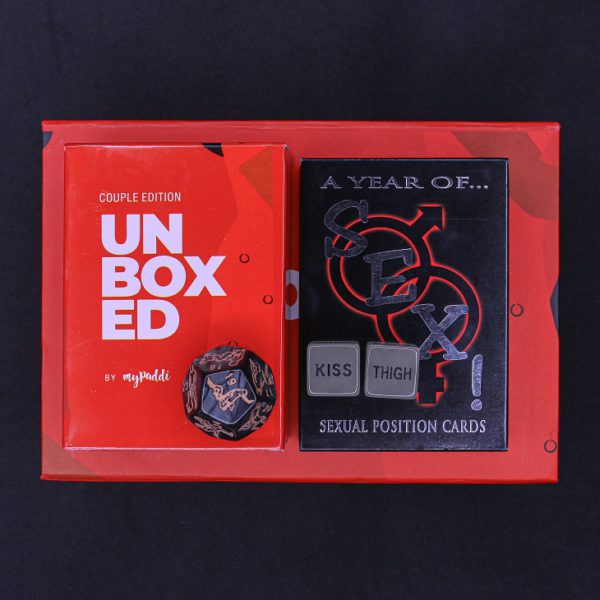 COUPLE EDITION
UN
BOX
ED
BY myPaddi
A YEAR OF...
SEX!
KISS
THIGH
SEXUAL POSITION CARDS